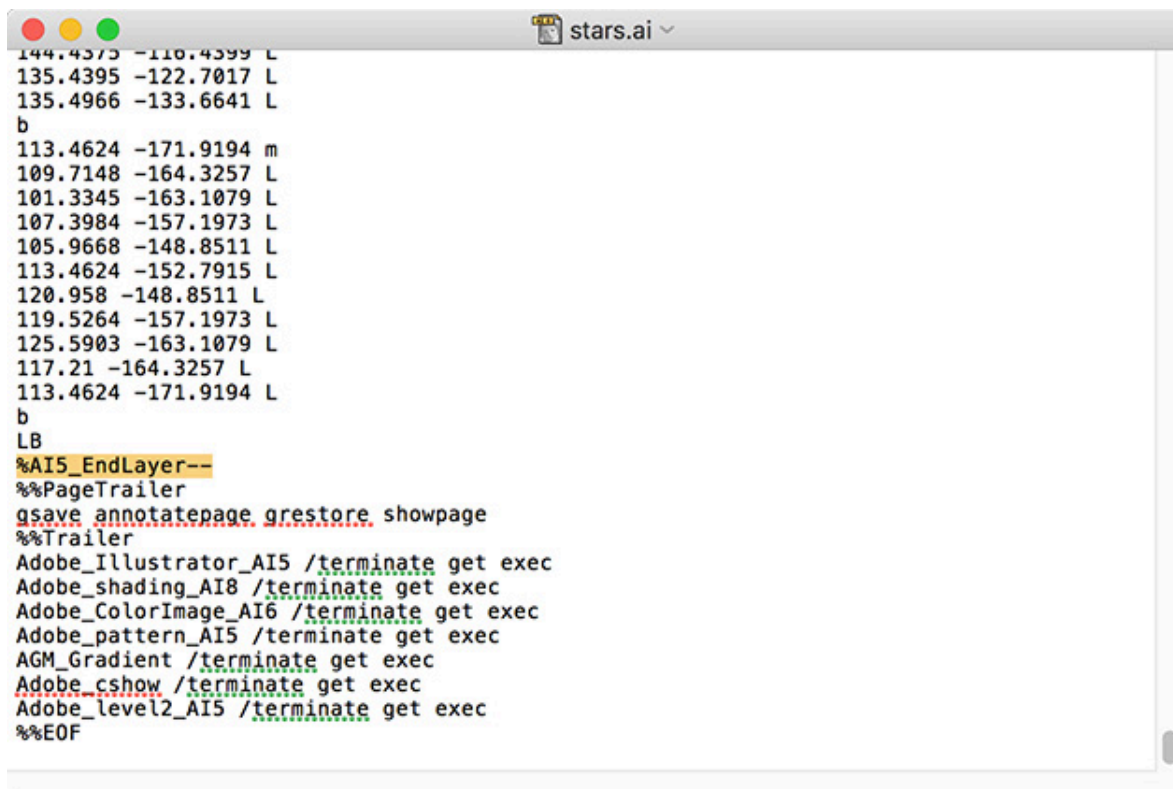 stars.ai
144.4375 -116.4399 L
135.4395 -122.7017 L
135.4966 -133.6641 L
b
113.4624 -171.9194 m
109.7148 -164.3257 L
101.3345 -163.1079 L
107.3984 -157.1973 L
105.9668 -148.8511 L
113.4624 -152.7915 L
120.958 -148.8511 L
119.5264 -157.1973 L
125.5903 -163.1079 L
117.21 -164.3257 L
113.4624 -171.9194 L
b
LB
%AI5_EndLayer--
%%PageTrailer
gsave annotatepage grestore showpage
%%Trailer
Adobe_Illustrator_AI5 /terminate get exec
Adobe_shading_AI8 /terminate get exec
Adobe_ColorImage_AI6 /terminate get exec
Adobe_pattern_AI5 /terminate get exec
AGM_Gradient /terminate get exec
Adobe_cshow /terminate get exec
Adobe_level2_AI5 /terminate get exec
%%EOF